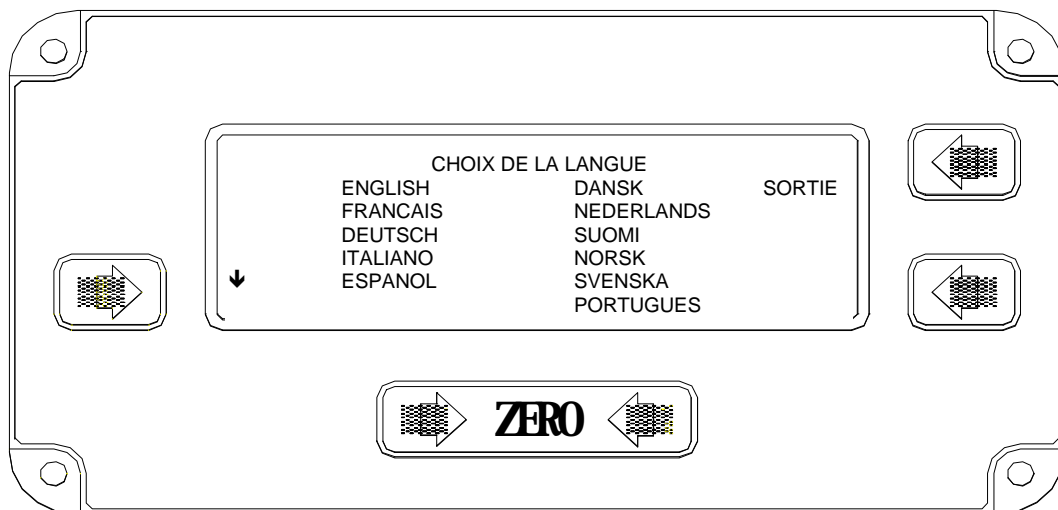 CHOIX DE LA LANGUE
ENGLISH DANSK SORTIE
FRANCAIS NEDERLANDS
DEUTSCH SUOMI
ITALIANO NORSK
ESPANOL SVENSKA
PORTUGUES
ZERO